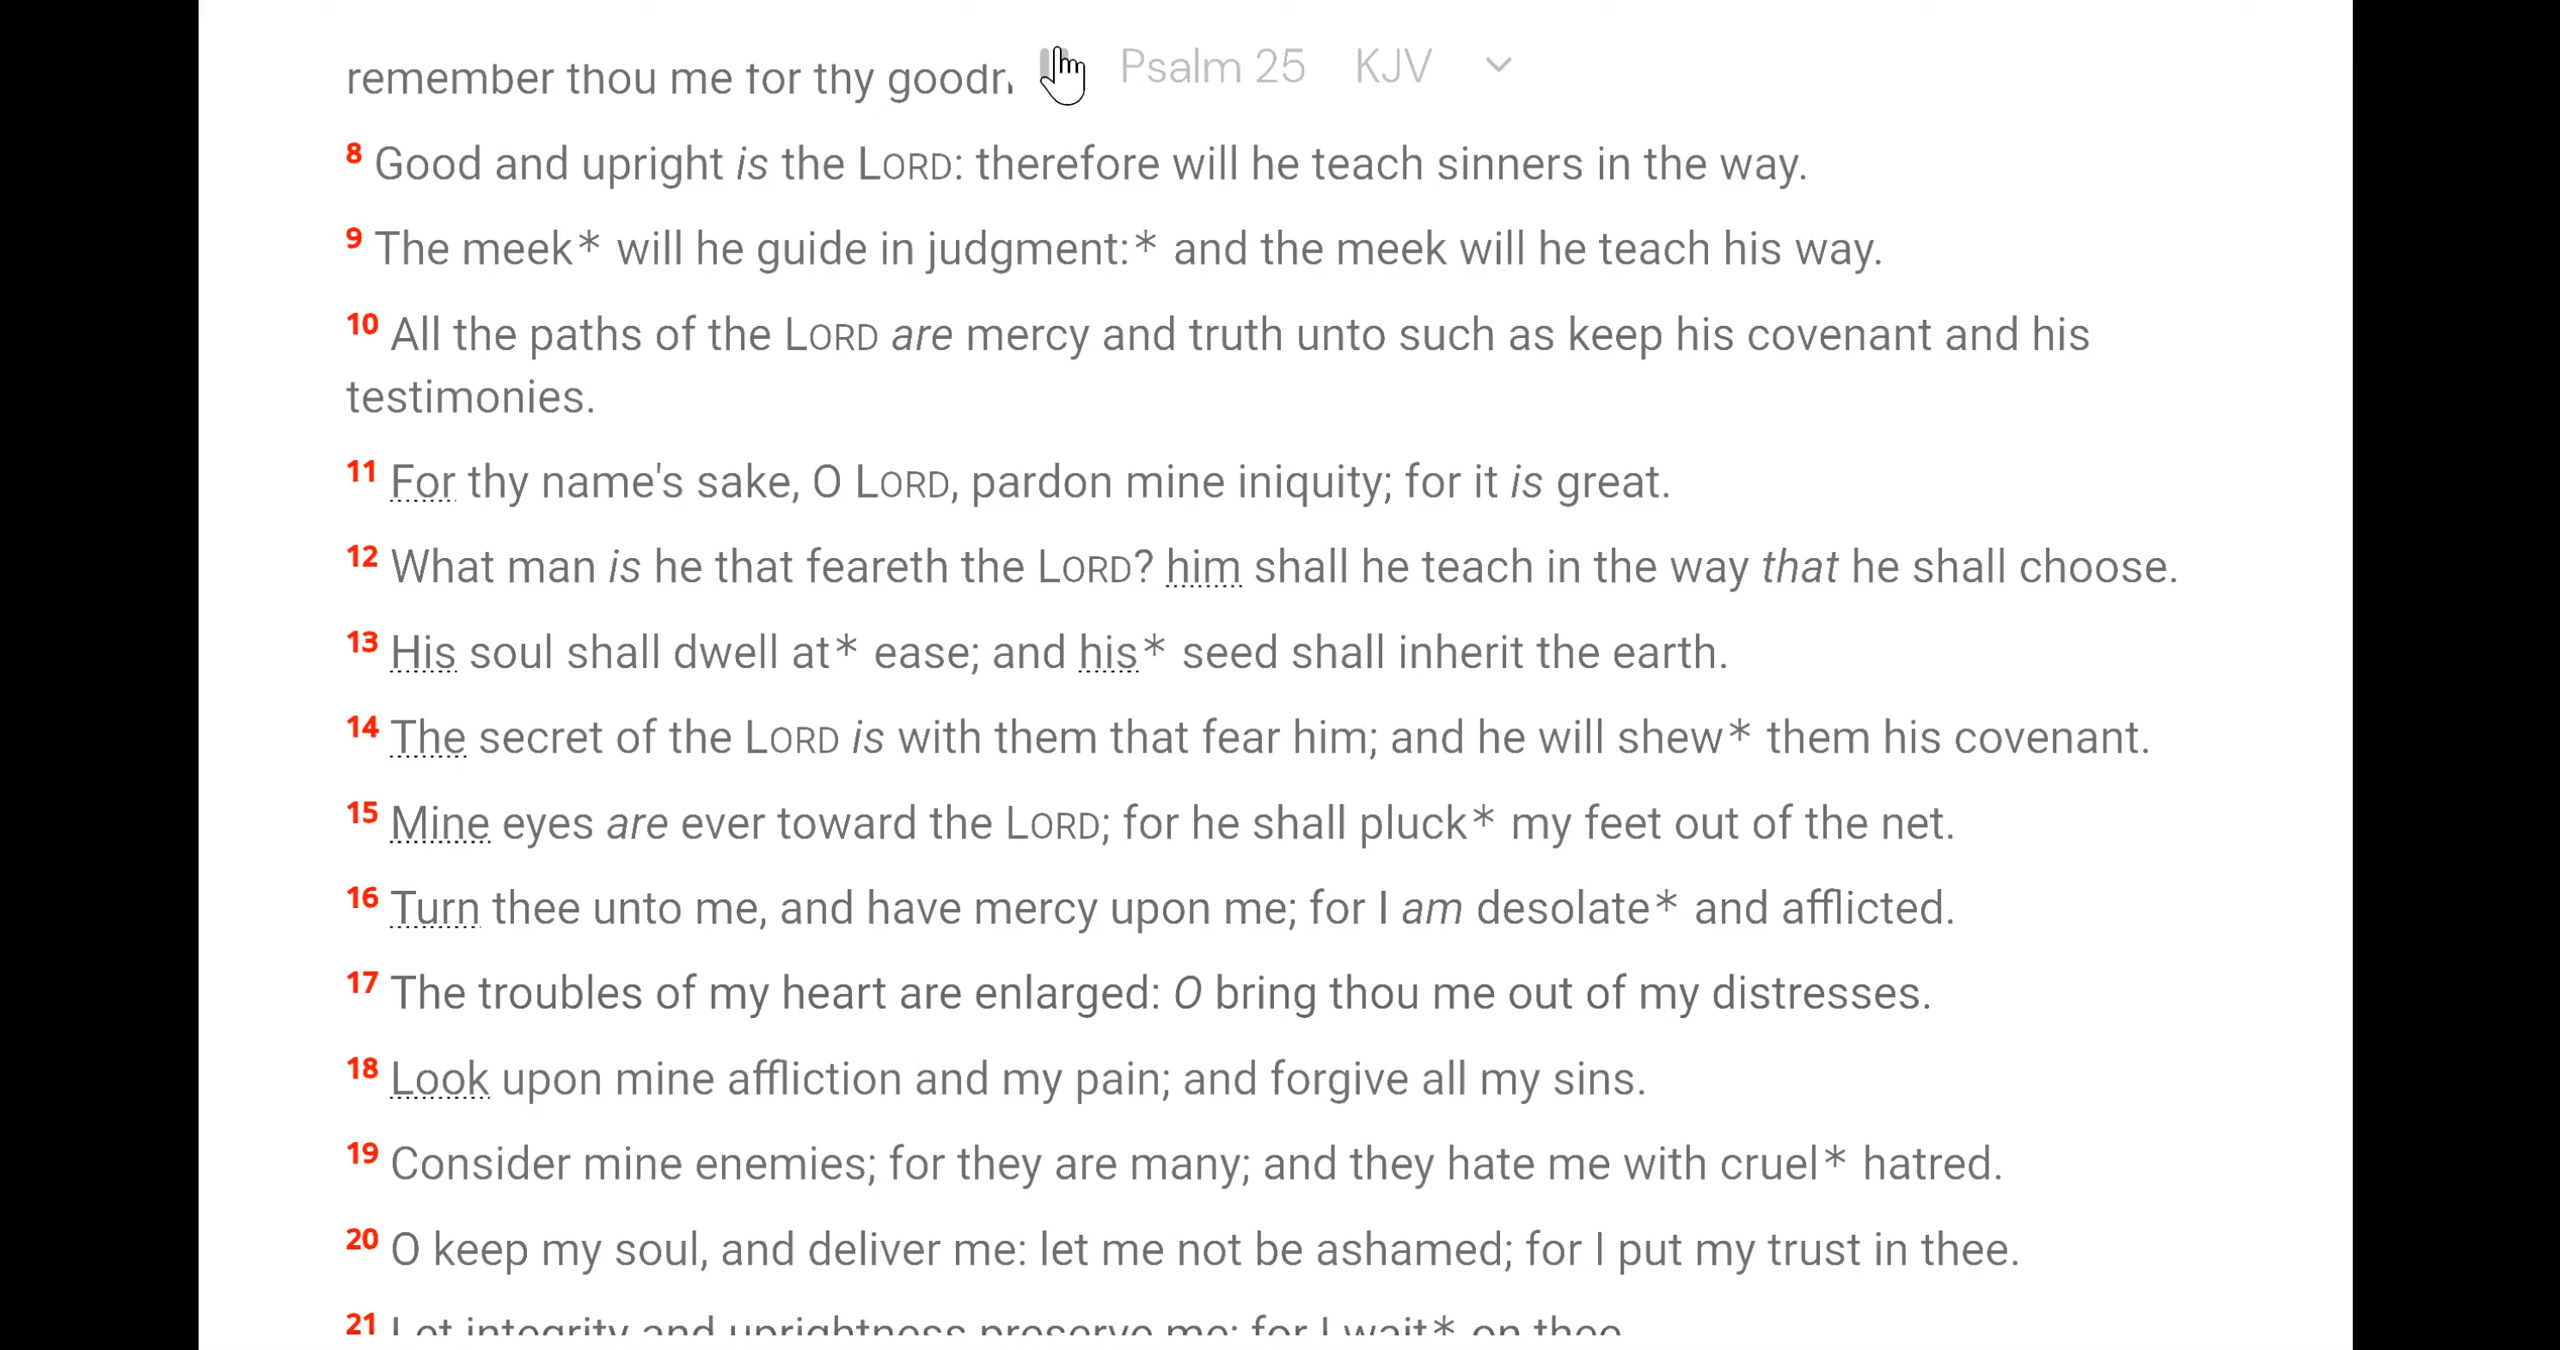 remember thou me for thy
Psalm 25 KJV
8 Good and upright is the LORD: therefore will he teach sinners in the way.
9 The meek* will he guide in judgment:* and the meek will he teach his way.
10 All the paths of the LORD are mercy and truth unto such as keep his covenant and his
testimonies.
11 For thy name's sake, O LORD, pardon mine iniquity; for it is great.
12 What man is he that feareth the LORD? him shall he teach in the way that he shall choose.
13 His soul shall dwell at* ease; and his* seed shall inherit the earth.
14 The secret of the LORD is with them that fear him; and he will shew* them his covenant.
15 Mine eyes are ever toward the LORD; for he shall pluck* my feet out of the net.
16 Turn thee unto me, and have mercy upon me; for I am desolate* and afflicted.
17 The troubles of my heart are enlarged: O bring thou me out of my distresses.
18 Look upon mine affliction and my pain; and forgive all my sins.
19 Consider mine enemies; for they are many; and they hate me with cruel* hatred.
20 O keep my soul, and deliver me: let me not be ashamed; for I put my trust in thee.
21 Let integrity and uprightness preserve me; for I wait* on thee.